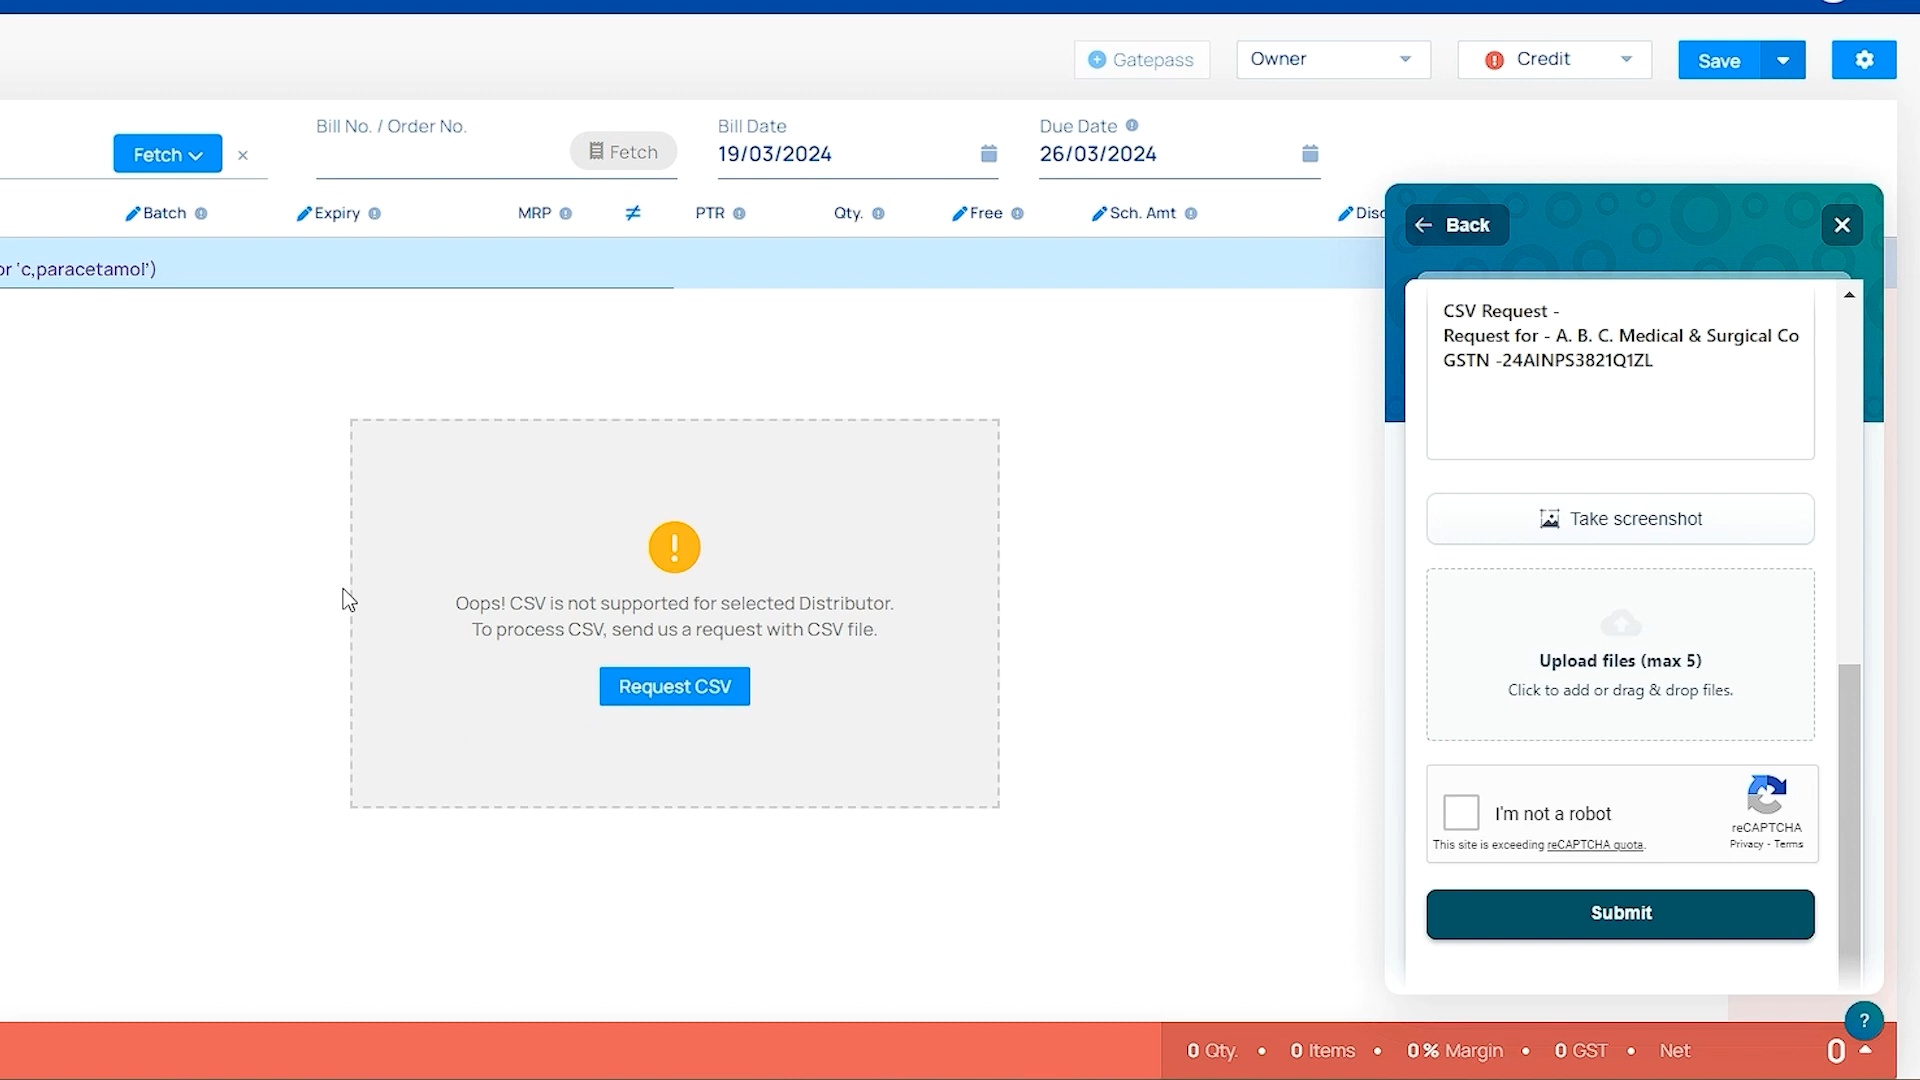 Gatepass
Owner
Credit
Save
Fetch
Bill No. / Order No.
Fetch
Bill Date
19/03/2024
Due Date
26/03/2024
Batch
Expiry
MRP
≠
PTR
Qty.
Free
Sch. Amt
Disc
or 'c,paracetamol')
Oops! CSV is not supported for selected Distributor.
To process CSV, send us a request with CSV file.
Request CSV
Back
CSV Request -
Request for - A. B. C. Medical & Surgical Co
GSTN -24AINPS3821Q1ZL
Take screenshot
Upload files (max 5)
Click to add or drag & drop files.
I'm not a robot
reCAPTCHA
Privacy - Terms
This site is exceeding reCAPTCHA quota.
Submit
?
0 Qty. • 0 Items • 0% Margin • 0 GST • Net 0